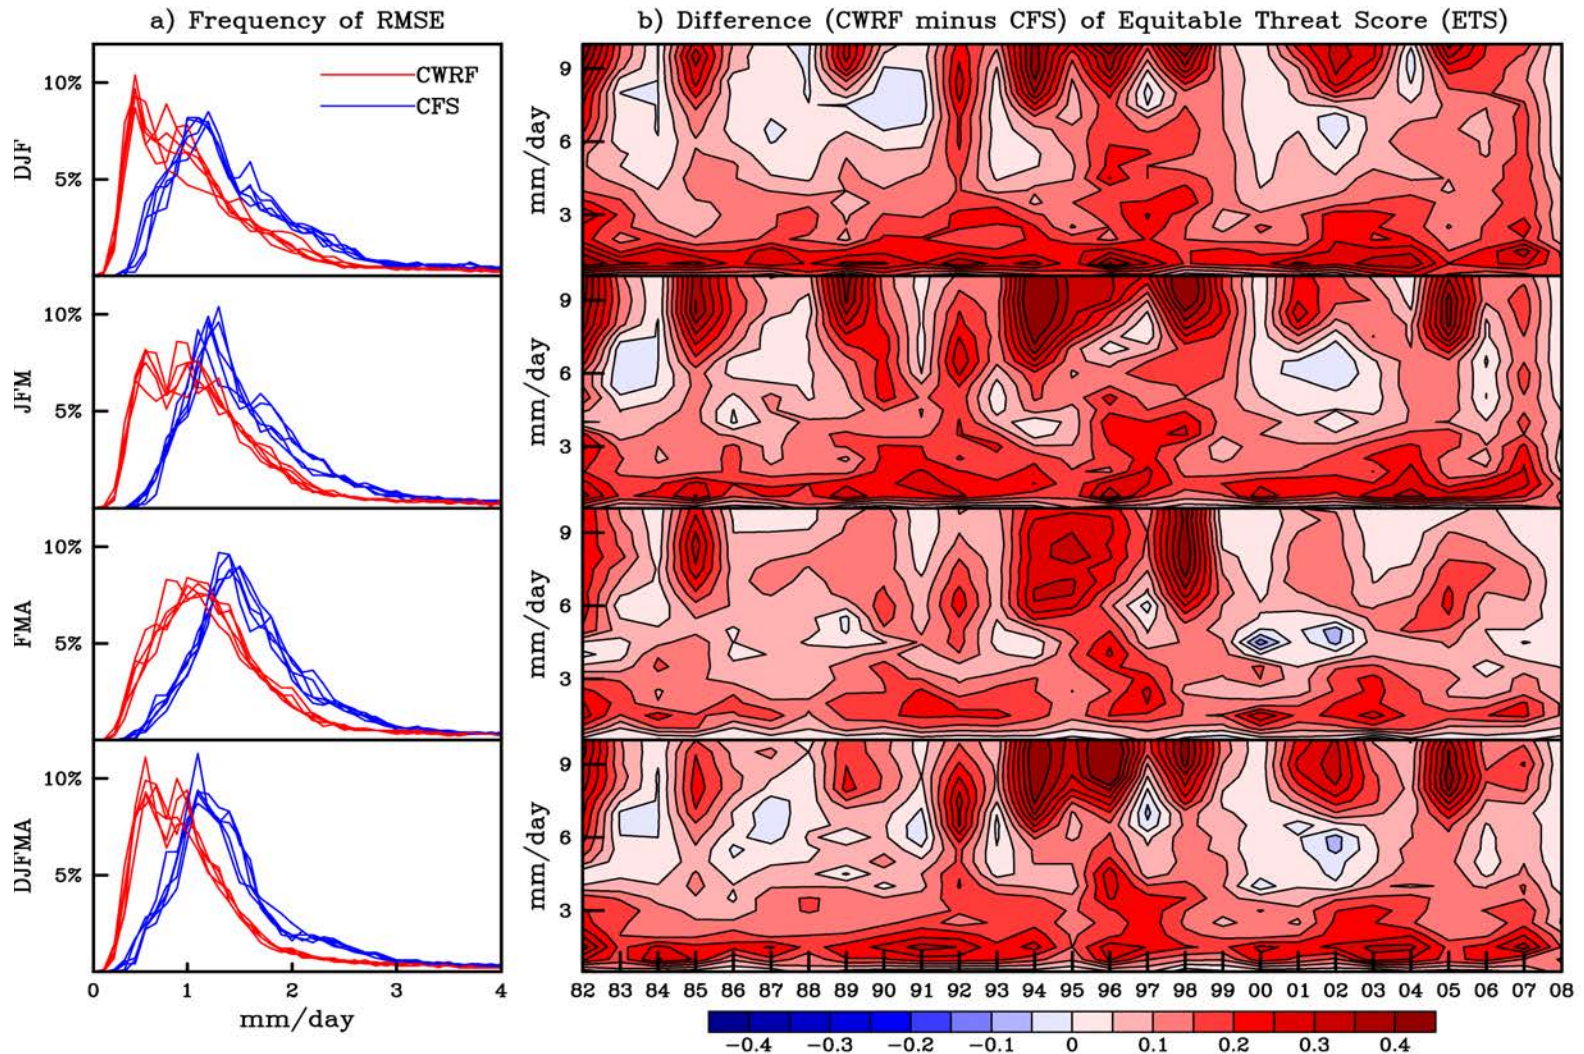 a) Frequency of RMSE
b) Difference (CWRF minus CFS) of Equitable Threat Score (ETS)
CWRF
CFS
DJF
10%
5%
mm/day
9
6
3
JFM
10%
5%
mm/day
9
6
3
FMA
10%
5%
mm/day
9
6
3
DJFMA
10%
5%
mm/day
9
6
3
0 1 2 3 4
mm/day
82 83 84 85 86 87 88 89 90 91 92 93 94 95 96 97 98 99 00 01 02 03 04 05 06 07 08
−0.4 −0.3 −0.2 −0.1 0 0.1 0.2 0.3 0.4